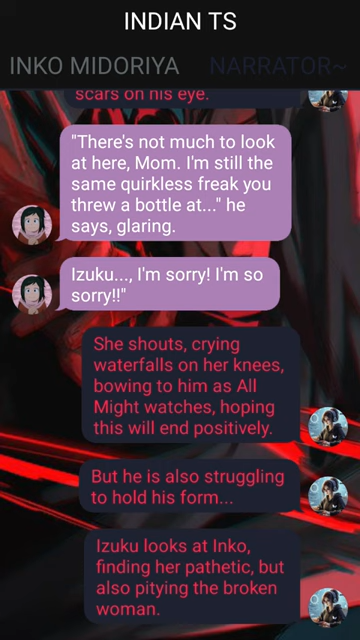 INDIAN TS
INKO MIDORIYA NARRATOR~
scars on his eye.
"There's not much to look
at here, Mom. I'm still the
same quirkless freak you
threw a bottle at..." he
says, glaring.
Izuku..., I'm sorry! I'm so
sorry!!"
She shouts, crying
waterfalls on her knees,
bowing to him as All
Might watches, hoping
this will end positively.
But he is also struggling
to hold his form...
Izuku looks at Inko,
finding her pathetic, but
also pitying the broken
woman.